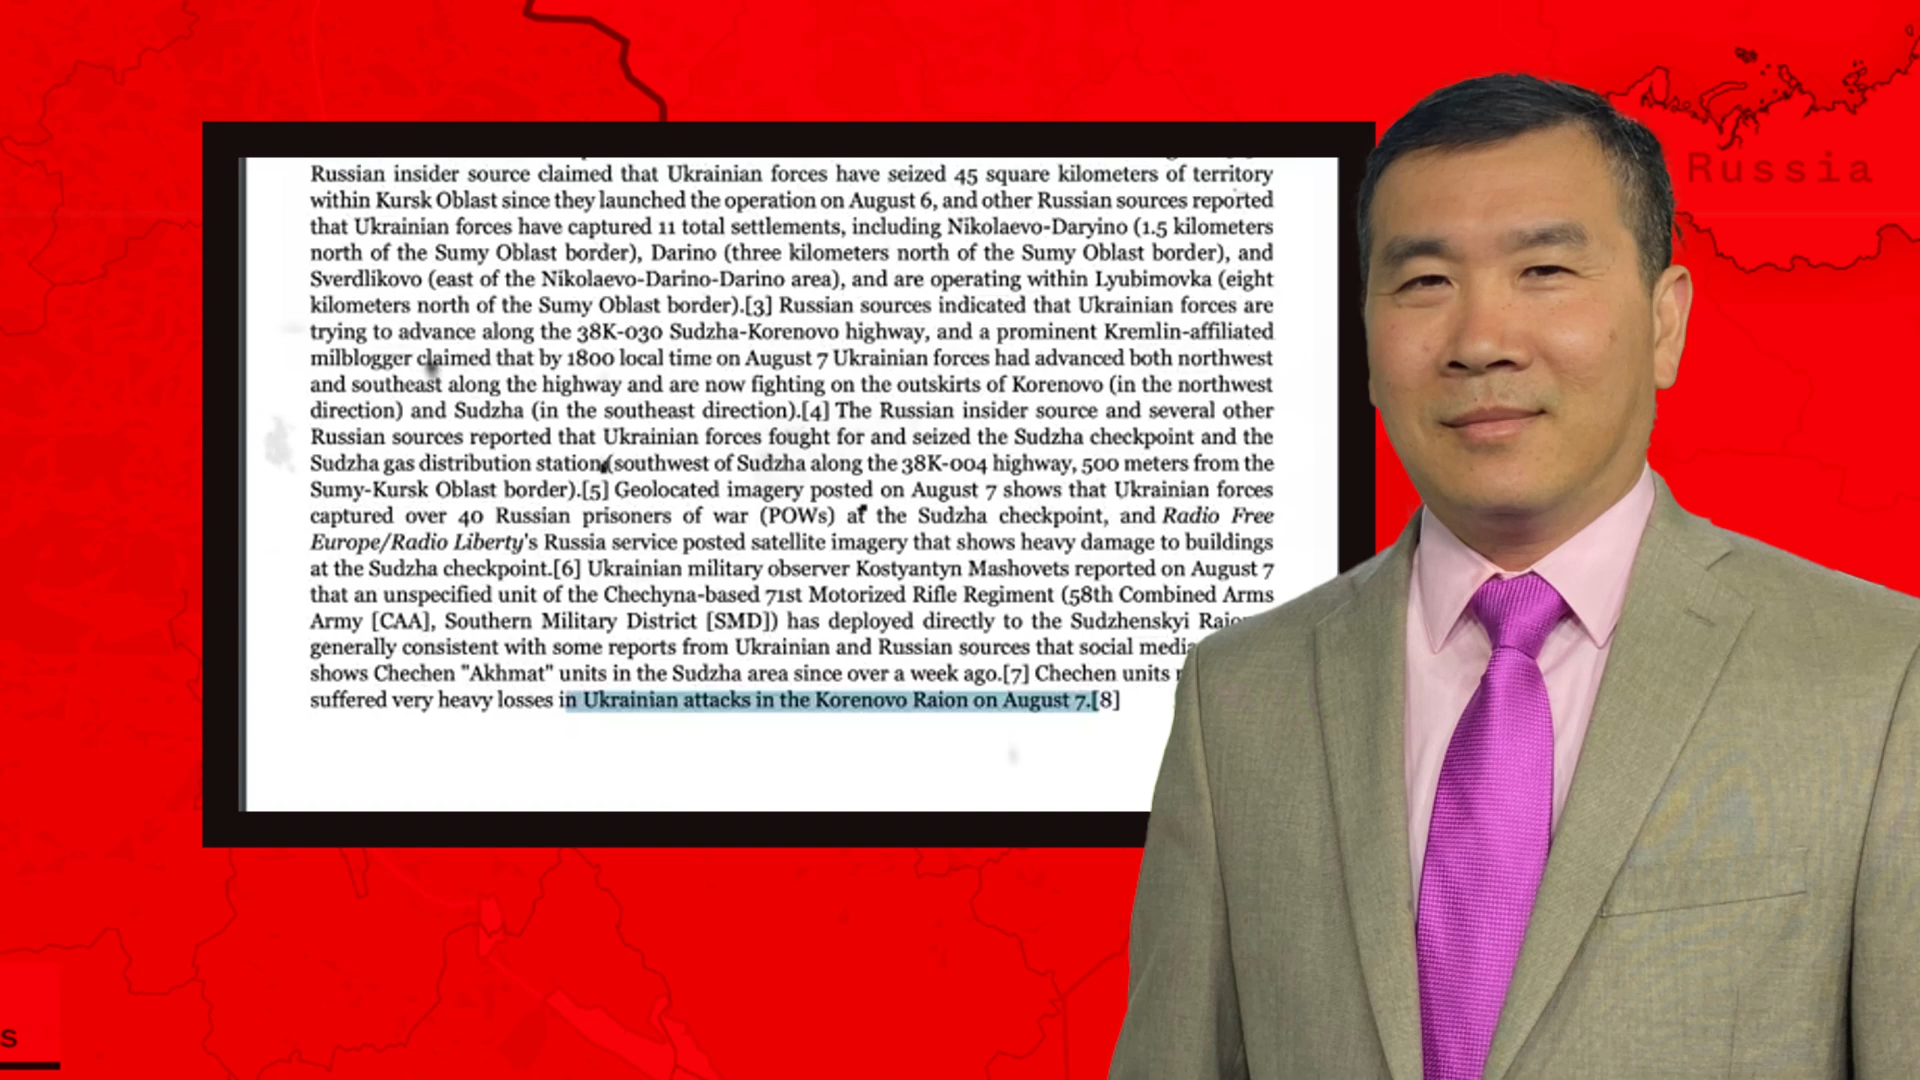 Russian insider source claimed that Ukrainian forces have seized 45 square kilometers of territory
within Kursk Oblast since they launched the operation on August 6, and other Russian sources reported
that Ukrainian forces have captured 11 total settlements, including Nikolaevo-Daryino (1.5 kilometers
north of the Sumy Oblast border), Darino (three kilometers north of the Sumy Oblast border), and
Sverdlikovo (east of the Nikolaevo-Darino-Darino area), and are operating within Lyubimovka (eight
kilometers north of the Sumy Oblast border).[3] Russian sources indicated that Ukrainian forces are
trying to advance along the 38K-030 Sudzha-Korenovo highway, and a prominent Kremlin-affiliated
milblogger claimed that by 1800 local time on August 7 Ukrainian forces had advanced both northwest
and southeast along the highway and are now fighting on the outskirts of Korenovo (in the northwest
direction) and Sudzha (in the southeast direction).[4] The Russian insider source and several other
Russian sources reported that Ukrainian forces fought for and seized the Sudzha checkpoint and the
Sudzha gas distribution station (southwest of Sudzha along the 38K-004 highway, 500 meters from the
Sumy-Kursk Oblast border).[5] Geolocated imagery posted on August 7 shows that Ukrainian forces
captured over 40 Russian prisoners of war (POWs) at the Sudzha checkpoint, and Radio Free
Europe/Radio Liberty's Russia service posted satellite imagery that shows heavy damage to buildings
at the Sudzha checkpoint.[6] Ukrainian military observer Kostyantyn Mashovets reported on August 7
that an unspecified unit of the Chechyna-based 71st Motorized Rifle Regiment (58th Combined Arms
Army [CAA], Southern Military District [SMD]) has deployed directly to the Sudzhenskyi
generally consistent with some reports from Ukrainian and Russian sources that social media
shows Chechen "Akhmat" units in the Sudzha area since over a week ago.[7] Chechen units
suffered very heavy losses in Ukrainian attacks in the Korenovo Raion on August 7.[8]
Russia
s